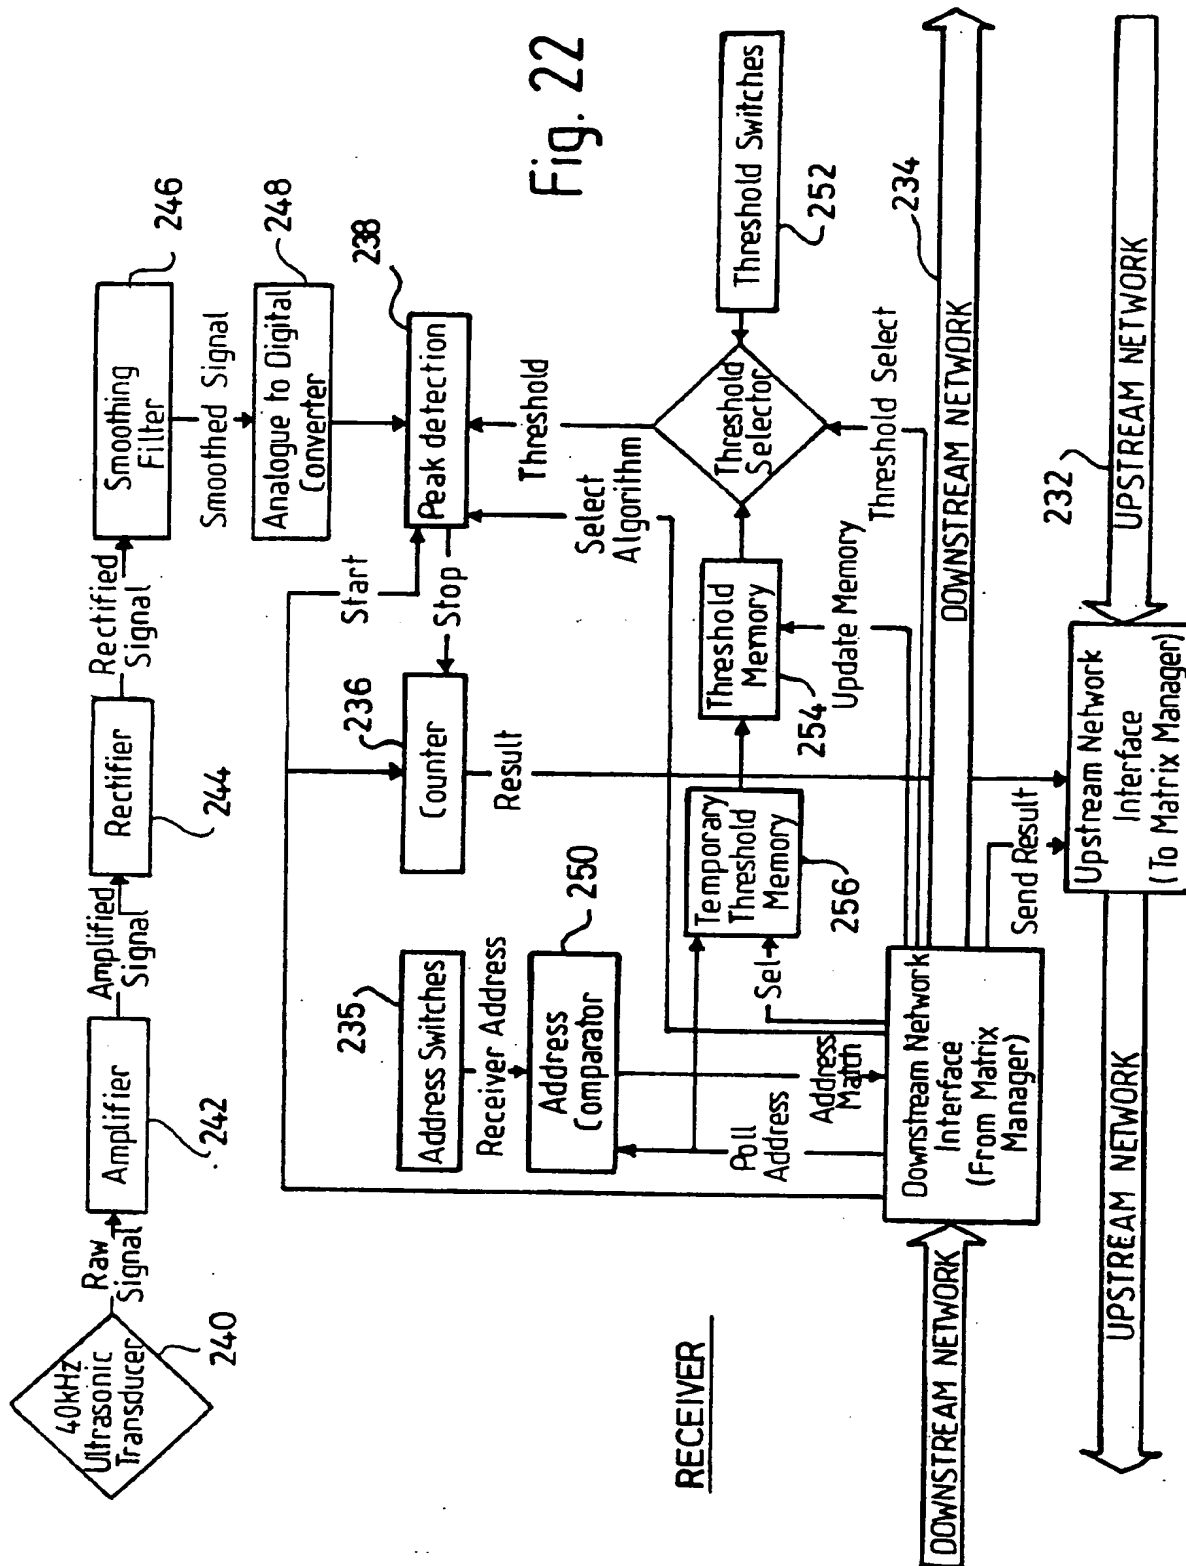 40kHz
Ultrasonic
Transducer
240
Raw
Signal
Amplifier
242
Amplified
Signal
Rectifier
244
Rectified
Signal
Smoothing
Filter
246
Smoothed Signal
Analogue to Digital
Converter
248
Start
Peak detection
238
Stop
236
Counter
Result
Threshold
Select
Algorithm
Fig. 22
235
Address Switches
Receiver Address
Address
Comparator
250
Poll
Address
Address
Match
Sel
Temporary
Threshold
Memory
256
Threshold
Memory
254
Update Memory
Threshold
Selector
Threshold Switches
252
Threshold Select
RECEIVER
DOWNSTREAM NETWORK
Downstream Network
Interface
(From Matrix
Manager)
DOWNSTREAM NETWORK
234
Send Result
UPSTREAM NETWORK
Upstream Network
Interface
(To Matrix Manager)
232
UPSTREAM NETWORK